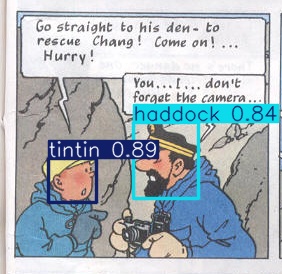 Go straight to his den - to
rescue Chang! Come on! ...
Hurry!
You... I... don't
forget the camera...
haddock 0.84
tintin 0.89